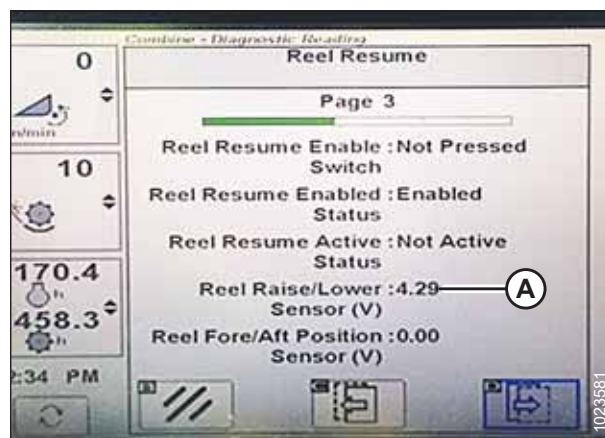 Combine - Diagnostic Reading
Reel Resume
0
Page 3
n/min
Reel Resume Enable :Not Pressed
Switch
10
Reel Resume Enabled :Enabled
Status
Reel Resume Active :Not Active
Status
170.4
h
Reel Raise/Lower :4.29
A
Sensor (V)
458.3
h
Reel Fore/Aft Position :0.00
Sensor (V)
2:34 PM
1023581